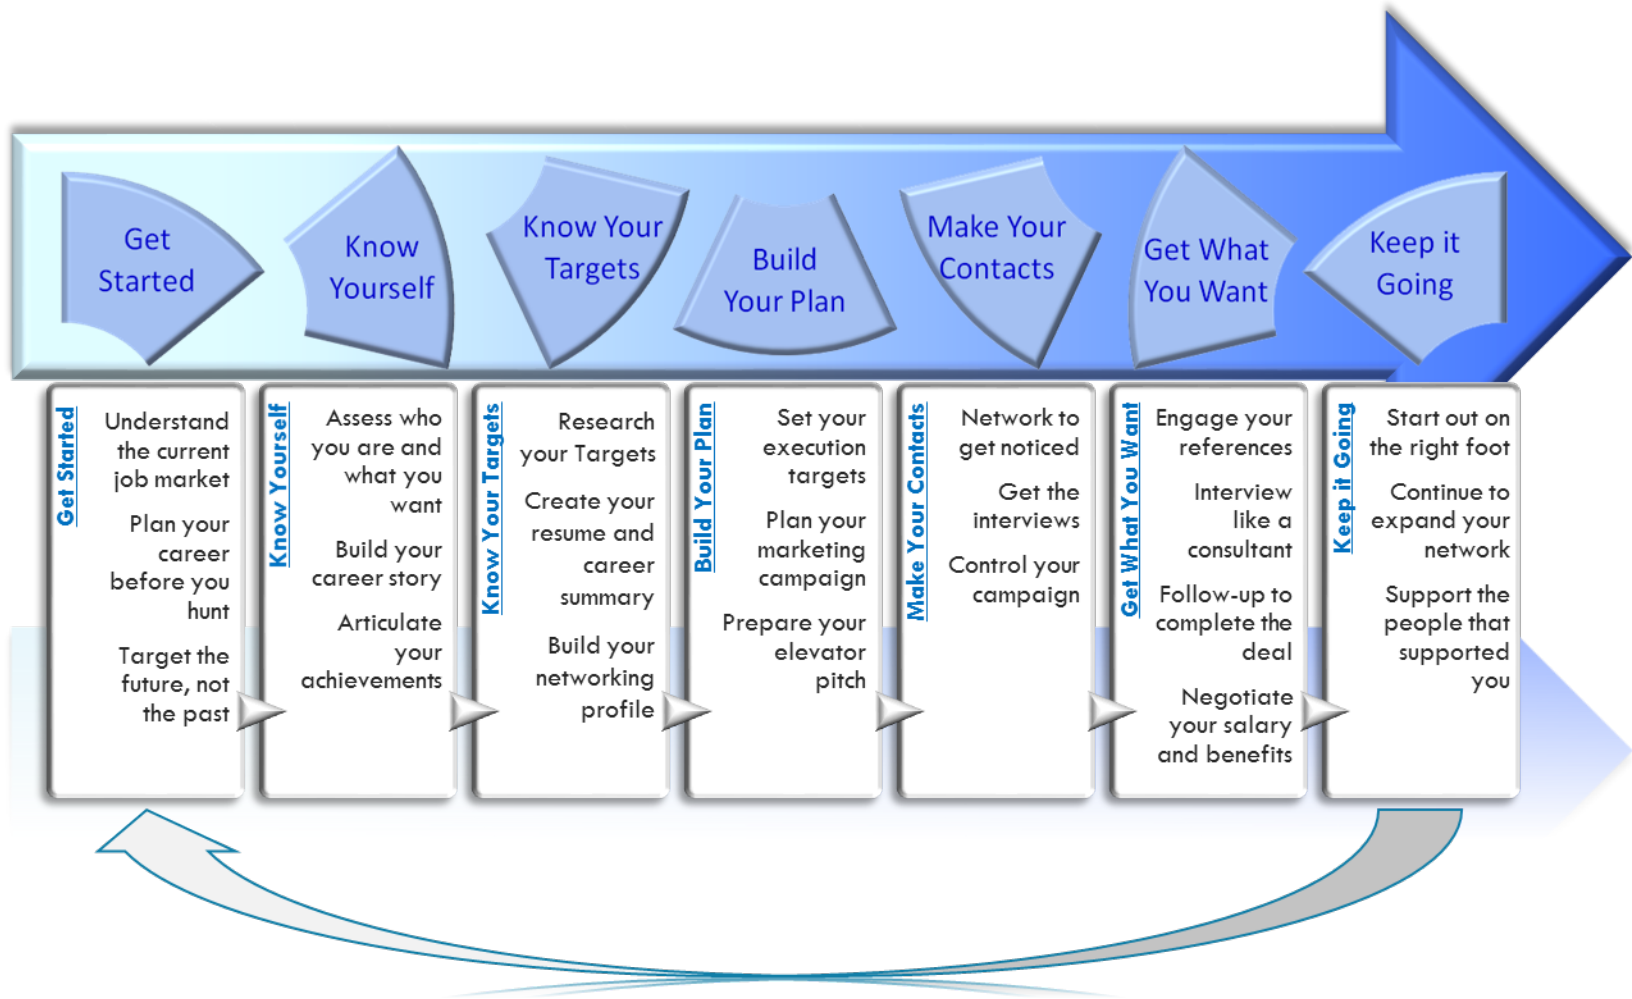 Get
Started
Know
Yourself
Know Your
Targets
Build
Your Plan
Make Your
Contacts
Get What
You Want
Keep it
Going
Get Started
Understand
the current
job market
Plan your
career
before you
hunt
Target the
future, not
the past
Know Yourself
Assess who
you are and
what you
want
Build your
career story
Articulate
your
achievements
Know Your Targets
Research
your Targets
Create your
resume and
career
summary
Build your
networking
profile
Build Your Plan
Set your
execution
targets
Plan your
marketing
campaign
Prepare your
elevator
pitch
Make Your Contacts
Network to
get noticed
Get the
interviews
Control your
campaign
Get What You Want
Engage your
references
Interview
like a
consultant
Follow-up to
complete the
deal
Negotiate
your salary
and benefits
Keep it Going
Start out on
the right foot
Continue to
expand your
network
Support the
people that
supported
you